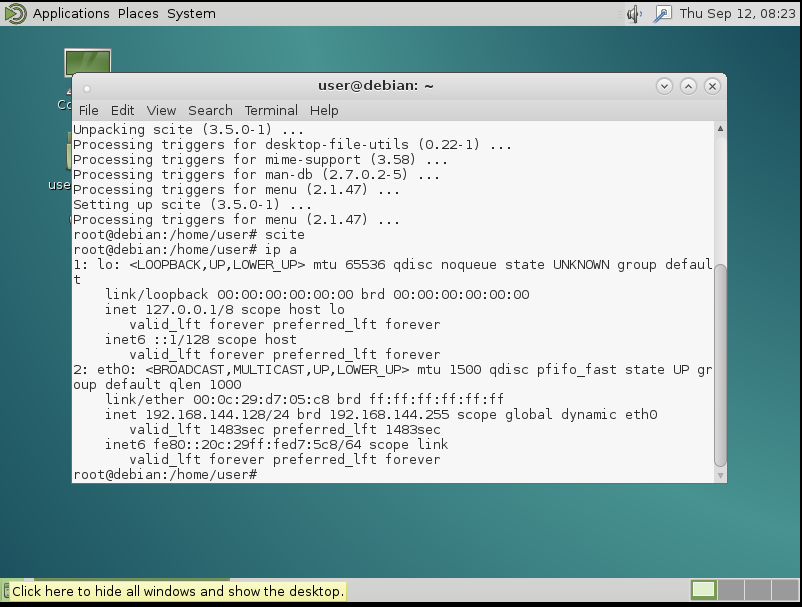 Applications Places System
Thu Sep 12, 08:23
user@debian: ~
File Edit View Search Terminal Help
Unpacking scite (3.5.0-1) ...
Processing triggers for desktop-file-utils (0.22-1) ...
Processing triggers for mime-support (3.58) ...
Processing triggers for man-db (2.7.0.2-5) ...
Processing triggers for menu (2.1.47) ...
Setting up scite (3.5.0-1) ...
Processing triggers for menu (2.1.47) ...
root@debian:/home/user# scite
root@debian:/home/user# ip a
1: lo: <LOOPBACK,UP,LOWER_UP> mtu 65536 qdisc noqueue state UNKNOWN group defaul
t
link/loopback 00:00:00:00:00:00 brd 00:00:00:00:00:00
inet 127.0.0.1/8 scope host lo
valid_lft forever preferred_lft forever
inet6 ::1/128 scope host
valid_lft forever preferred_lft forever
2: eth0: <BROADCAST,MULTICAST,UP,LOWER_UP> mtu 1500 qdisc pfifo_fast state UP gr
oup default qlen 1000
link/ether 00:0c:29:d7:05:c8 brd ff:ff:ff:ff:ff:ff
inet 192.168.144.128/24 brd 192.168.144.255 scope global dynamic eth0
valid_lft 1483sec preferred_lft 1483sec
inet6 fe80::20c:29ff:fed7:5c8/64 scope link
valid_lft forever preferred_lft forever
root@debian:/home/user#
Click here to hide all windows and show the desktop.